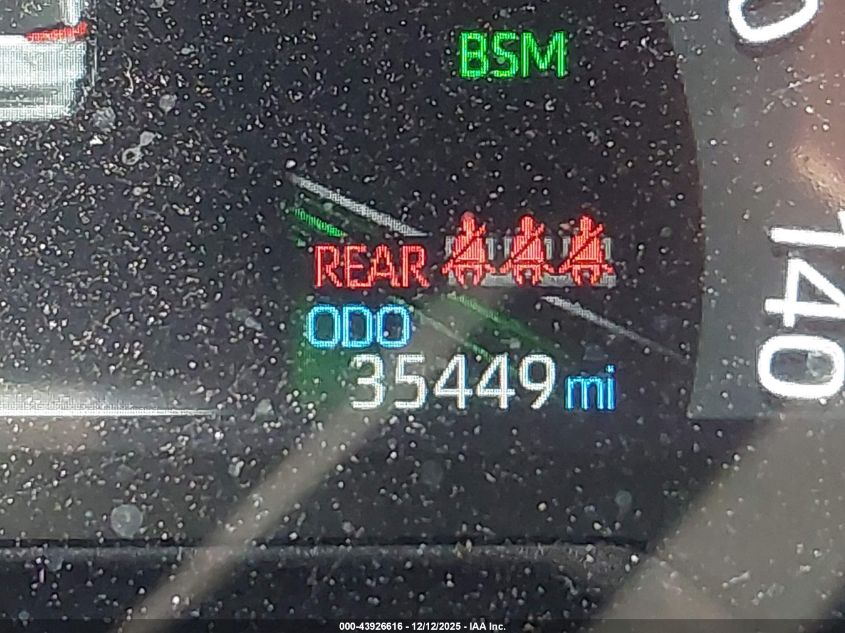 BSM
REAR
ODO
35449 mi
140
000-43926616 - 12/12/2025 - IAA Inc.